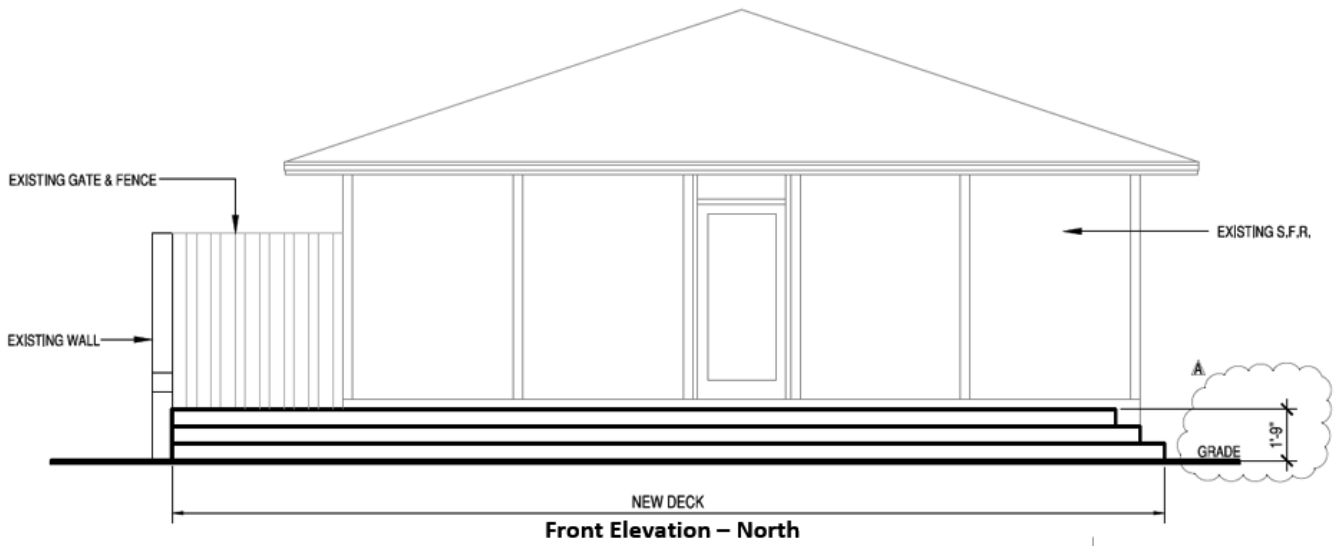 EXISTING GATE & FENCE
EXISTING S.F.R.
EXISTING WALL
A
1'-9"
GRADE
NEW DECK
Front Elevation – North